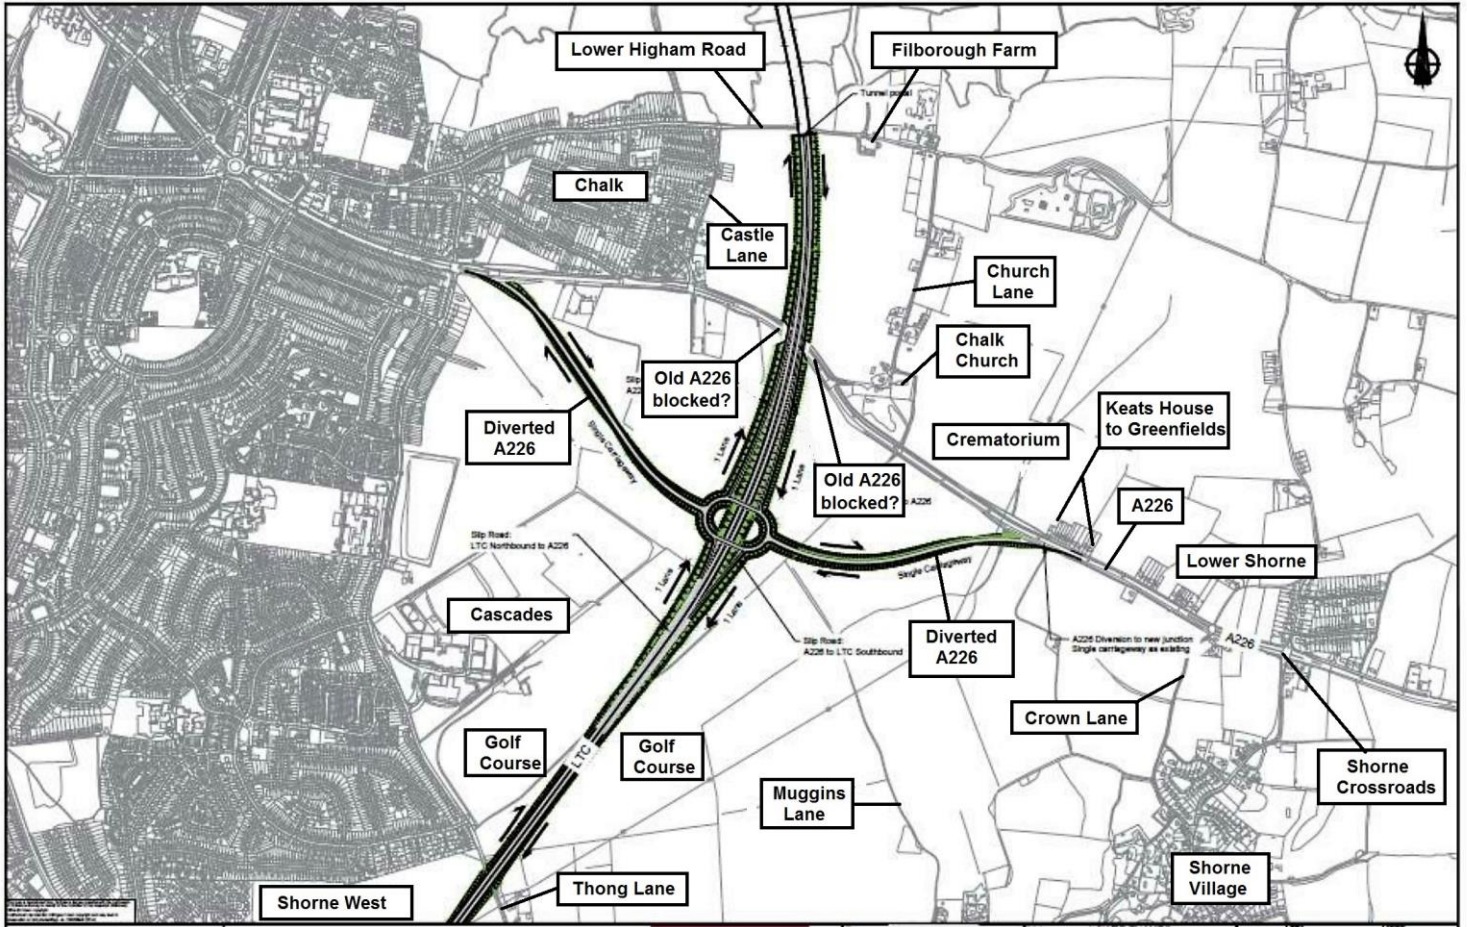 Lower Higham Road
Filborough Farm
Tunnel portal
Chalk
Castle
Lane
Church
Lane
Chalk
Church
Old A226
blocked?
Keats House
to Greenfields
Diverted
A226
Single Carriageway
1 Lane
1 Lane
Crematorium
Old A226
blocked?
A226
A226
Slip Road:
LTC Northbound to A226
Single Carriageway
Lower Shorne
1 Lane
1 Lane
Cascades
Slip Road:
A226 to LTC Southbound
Diverted
A226
A226 Diversion to new junction
Single carriageway as existing
A226
Crown Lane
Golf
Course
LTC
Golf
Course
Muggins
Lane
Shorne
Crossroads
Shorne West
Thong Lane
Shorne
Village